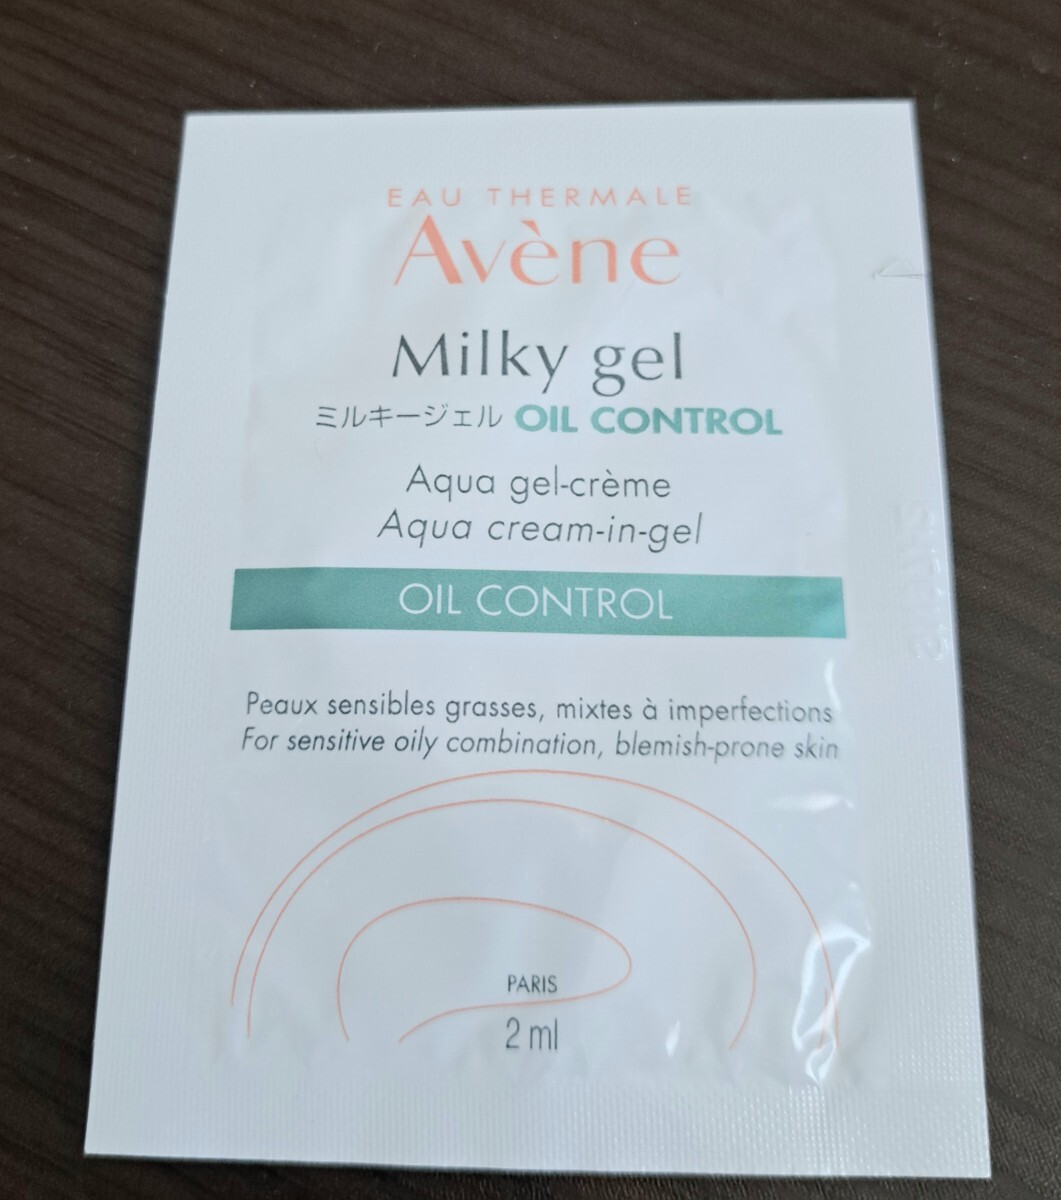 EAU THERMALE
Avène
Milky gel
ミルキージェル OIL CONTROL
Aqua gel-crème
Aqua cream-in-gel
OIL CONTROL
Peaux sensibles grasses, mixtes à imperfections
For sensitive oily combination, blemish-prone skin
PARIS
2 ml